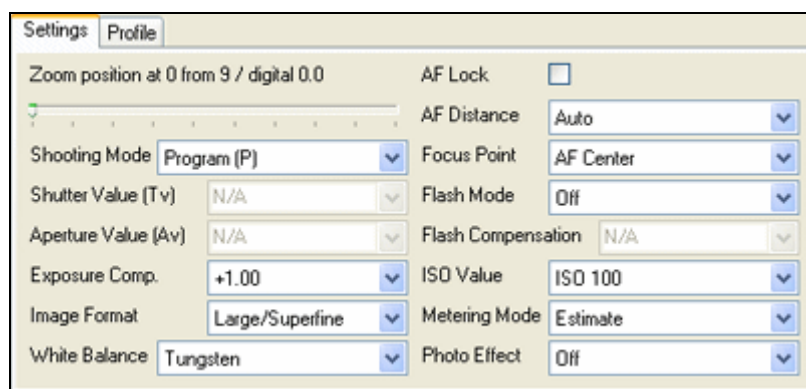 Settings Profile
Zoom position at 0 from 9 / digital 0.0
AF Lock
AF Distance Auto
Shooting Mode Program (P)
Focus Point AF Center
Shutter Value (Tv) N/A
Flash Mode Off
Aperture Value (Av) N/A
Flash Compensation N/A
Exposure Comp. +1.00
ISO Value ISO 100
Image Format Large/Superfine
Metering Mode Estimate
White Balance Tungsten
Photo Effect Off